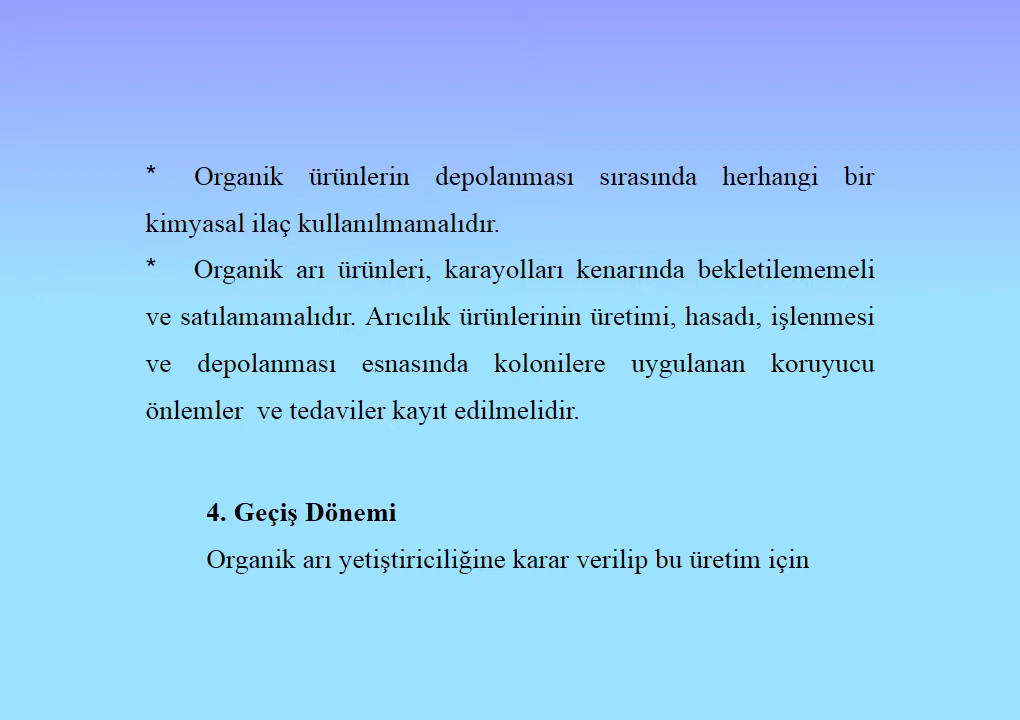 * Organik ürünlerin depolanması sırasında herhangi bir
kimyasal ilaç kullanılmamalıdır.
* Organik arı ürünleri, karayolları kenarında bekletilememeli
ve satılamamalıdır. Arıcılık ürünlerinin üretimi, hasadı, işlenmesi
ve depolanması esnasında kolonilere uygulanan koruyucu
önlemler ve tedaviler kayıt edilmelidir.
4. Geçiş Dönemi
Organik arı yetiştiriciliğine karar verilip bu üretim için